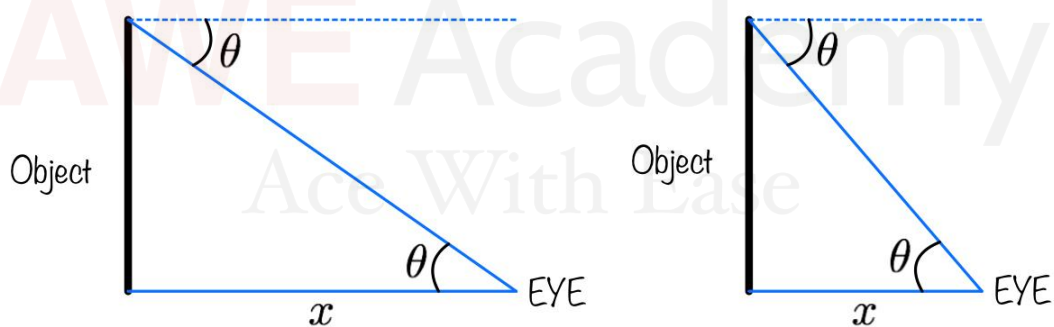 AWE Academy
Ace With Ease
θ
Object
θ
EYE
x
θ
Object
θ
EYE
x